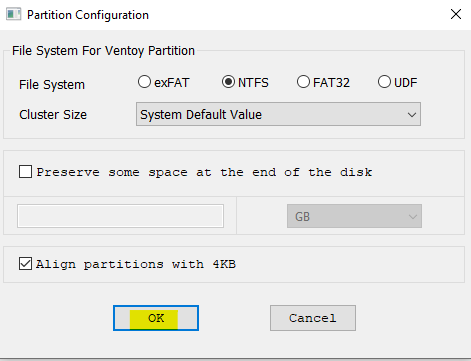 Partition Configuration
File System For Ventoy Partition
File System exFAT NTFS FAT32 UDF
Cluster Size System Default Value
Preserve some space at the end of the disk
GB
Align partitions with 4KB
OK Cancel